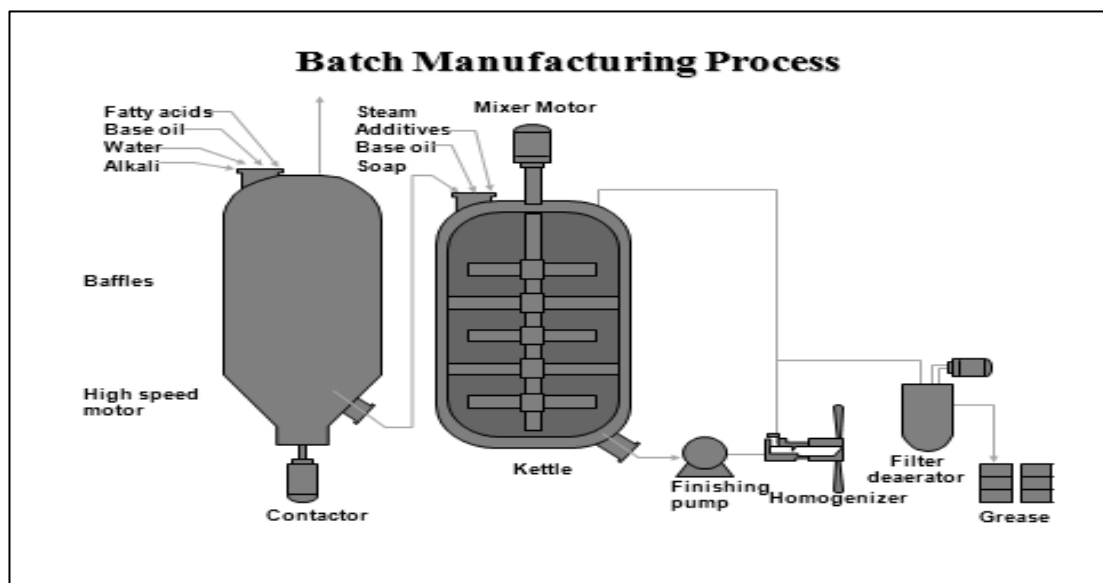 Batch Manufacturing Process
Fatty acids
Base oil
Water
Alkali
Steam
Additives
Base oil
Soap
Mixer Motor
Baffles
High speed
motor
Contactor
Kettle
Finishing
pump
Homogenizer
Filter
deaerator
Grease